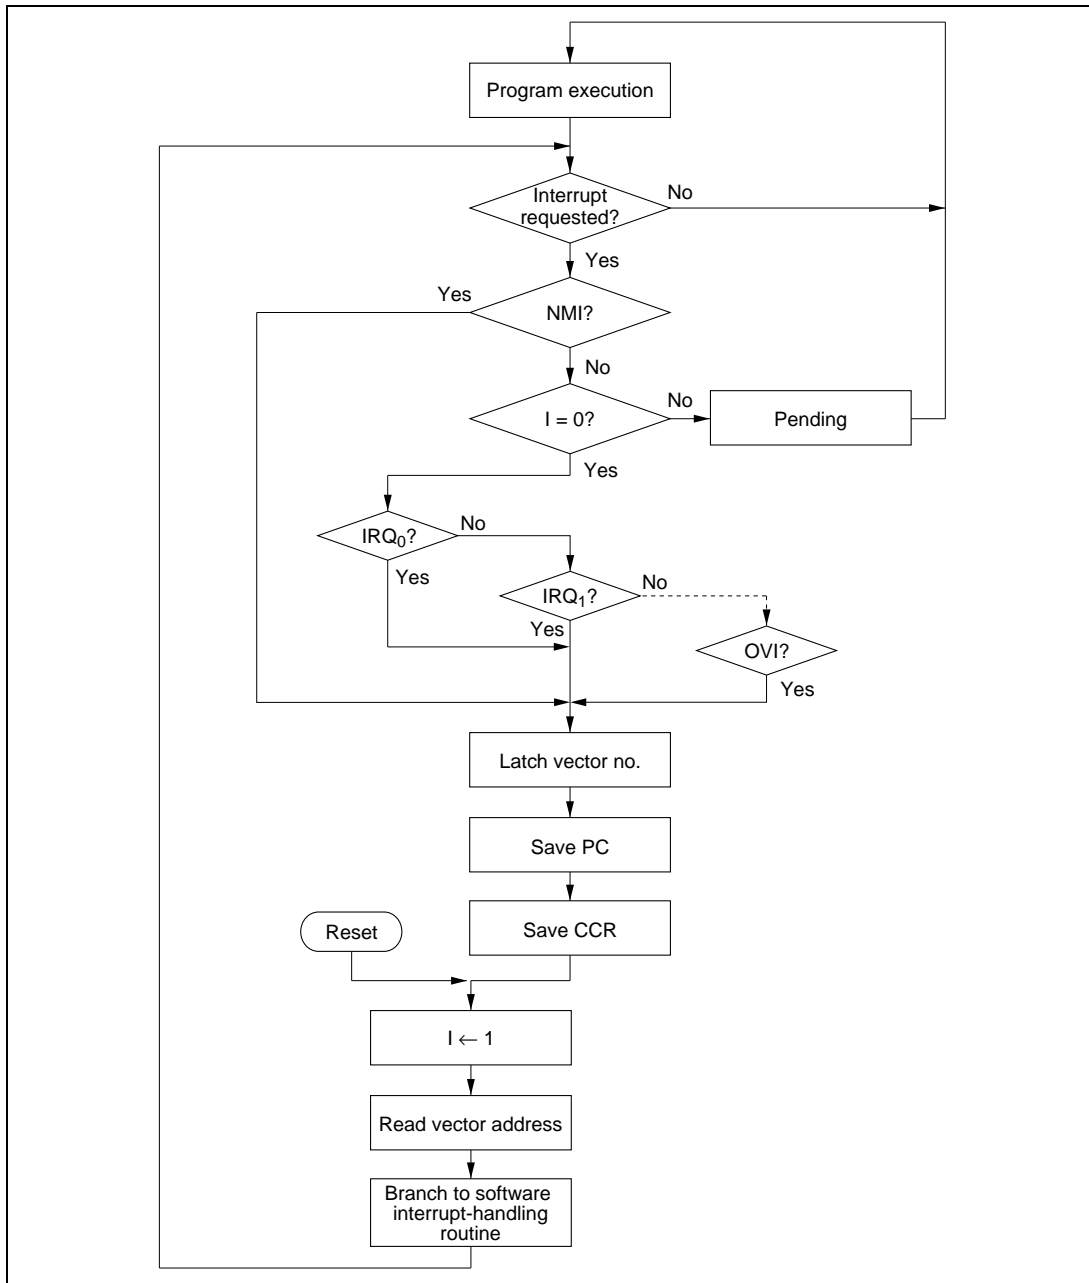 Program execution
Interrupt
requested?
No
Yes
Yes
NMI?
No
I = 0?
No
Pending
Yes
IRQ0?
No
Yes
IRQ1?
No
Yes
OVI?
Yes
Latch vector no.
Save PC
Save CCR
Reset
I ← 1
Read vector address
Branch to software
interrupt-handling
routine